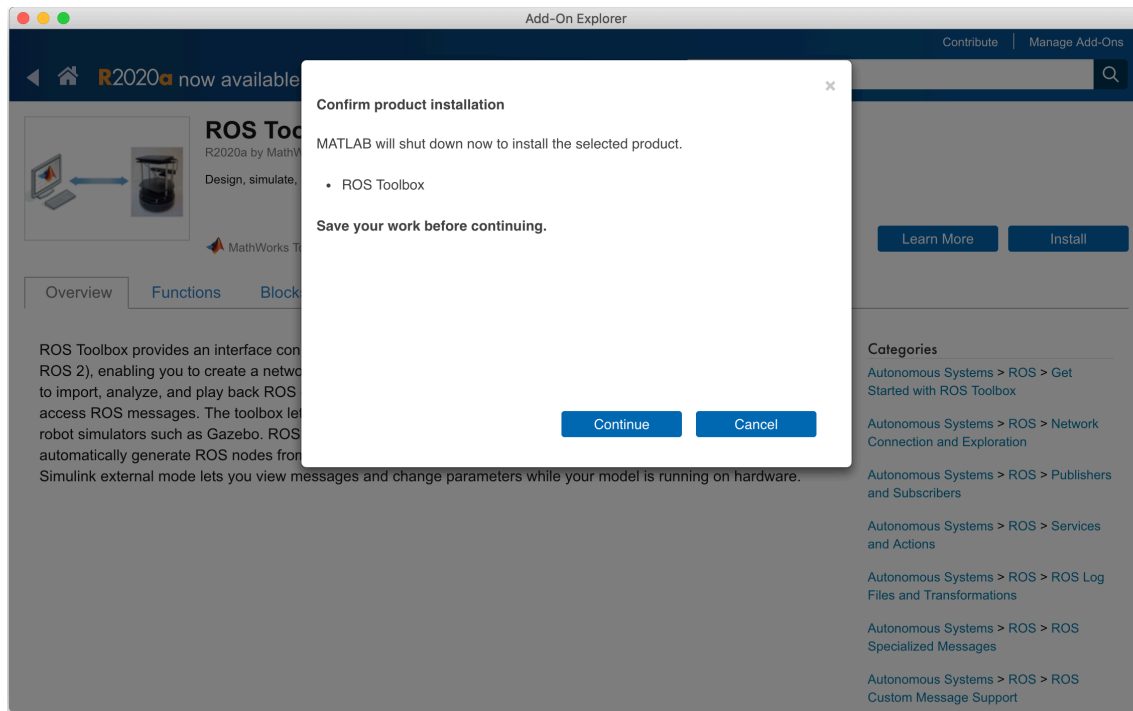 Add-On Explorer
Contribute
Manage Add-Ons
R2020a now available
Confirm product installation
MATLAB will shut down now to install the selected product.
• ROS Toolbox
Save your work before continuing.
Continue
Cancel
ROS
R2020a by
Design, simulate,
MathWorks
Learn More
Install
Overview
Functions
ROS Toolbox provides an interface
ROS 2), enabling you to create a
to import, analyze, and play back ROS
access ROS messages. The toolbox
robot simulators such as Gazebo. ROS
automatically generate ROS nodes
Simulink external mode lets you view messages and change parameters while your model is running on hardware.
Categories
Autonomous Systems > ROS > Get
Started with ROS Toolbox
Autonomous Systems > ROS > Network
Connection and Exploration
Autonomous Systems > ROS > Publishers
and Subscribers
Autonomous Systems > ROS > Services
and Actions
Autonomous Systems > ROS > ROS Log
Files and Transformations
Autonomous Systems > ROS > ROS
Specialized Messages
Autonomous Systems > ROS > ROS
Custom Message Support